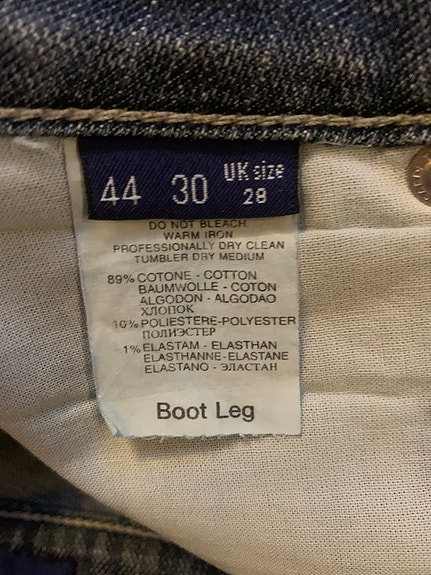 44 30 UK size
28
DO NOT BLEACH
WARM IRON
PROFESSIONALLY DRY CLEAN
TUMBLER DRY MEDIUM
89% COTONE - COTTON
BAUMWOLLE - COTON
ALGODON - ALGODAO
ХЛОПОК
10% POLIESTERE-POLYESTER
ПОЛИЭСТЕР
1% ELASTAM - ELASTHAN
ELASTHANNE-ELASTANE
ELASTANO - ЭЛАСТАН
Boot Leg